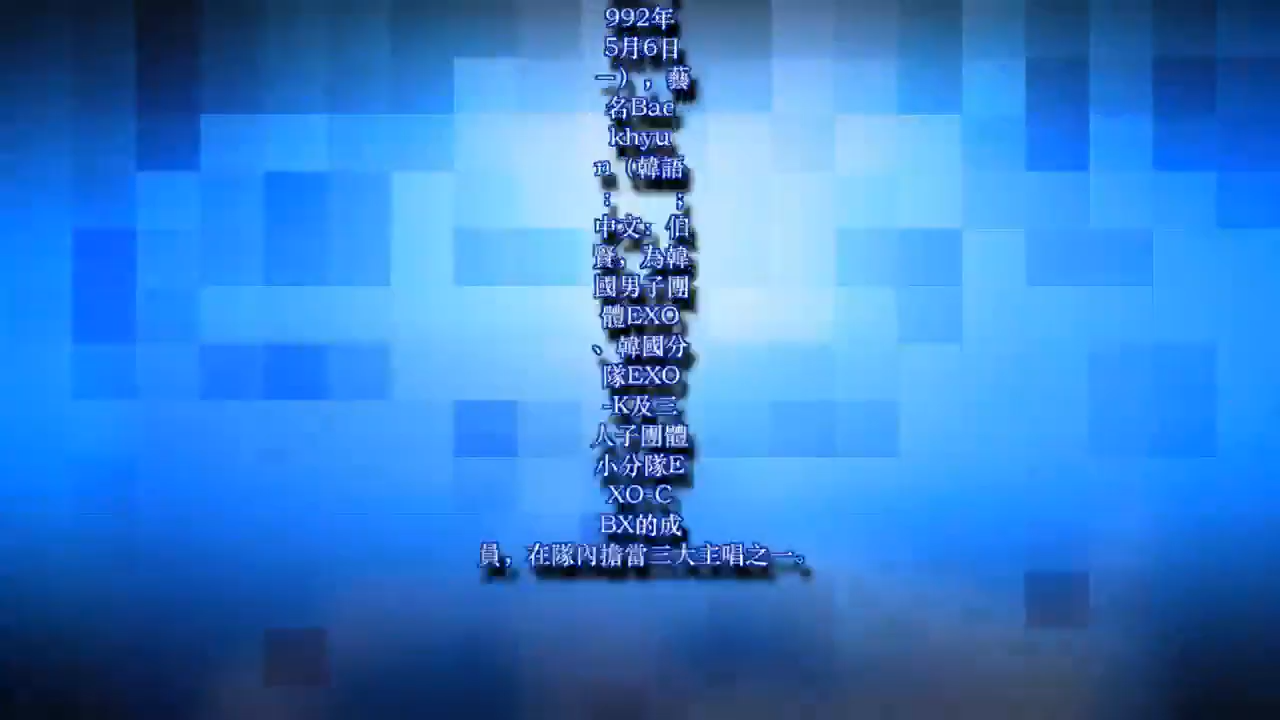 992年
5月6日
－），藝
名Bae
khyu
n（韓語
：　；
中文：伯
賢，為韓
國男子團
體EXO
、韓國分
隊EXO
-K及三
人子團體
小分隊E
XO-C
BX的成
員，在隊內擔當三大主唱之一。